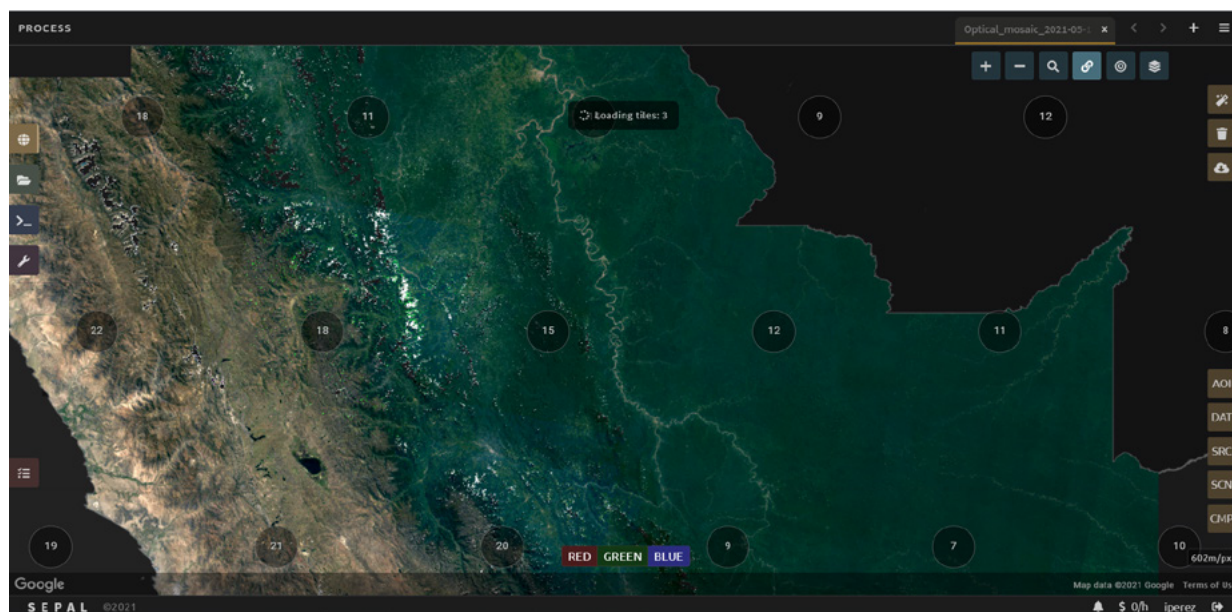 PROCESS
Optical_mosaic_2021-05-
18
11
Loading tiles: 3
9
12
22
18
15
12
11
8
AOI
DAT
SRC
SCN
CMP
19
21
20
RED GREEN BLUE
9
7
10
602m/px
Google
Map data ©2021 Google Terms of Us
SEPAL ©2021
$ 0/h iperez